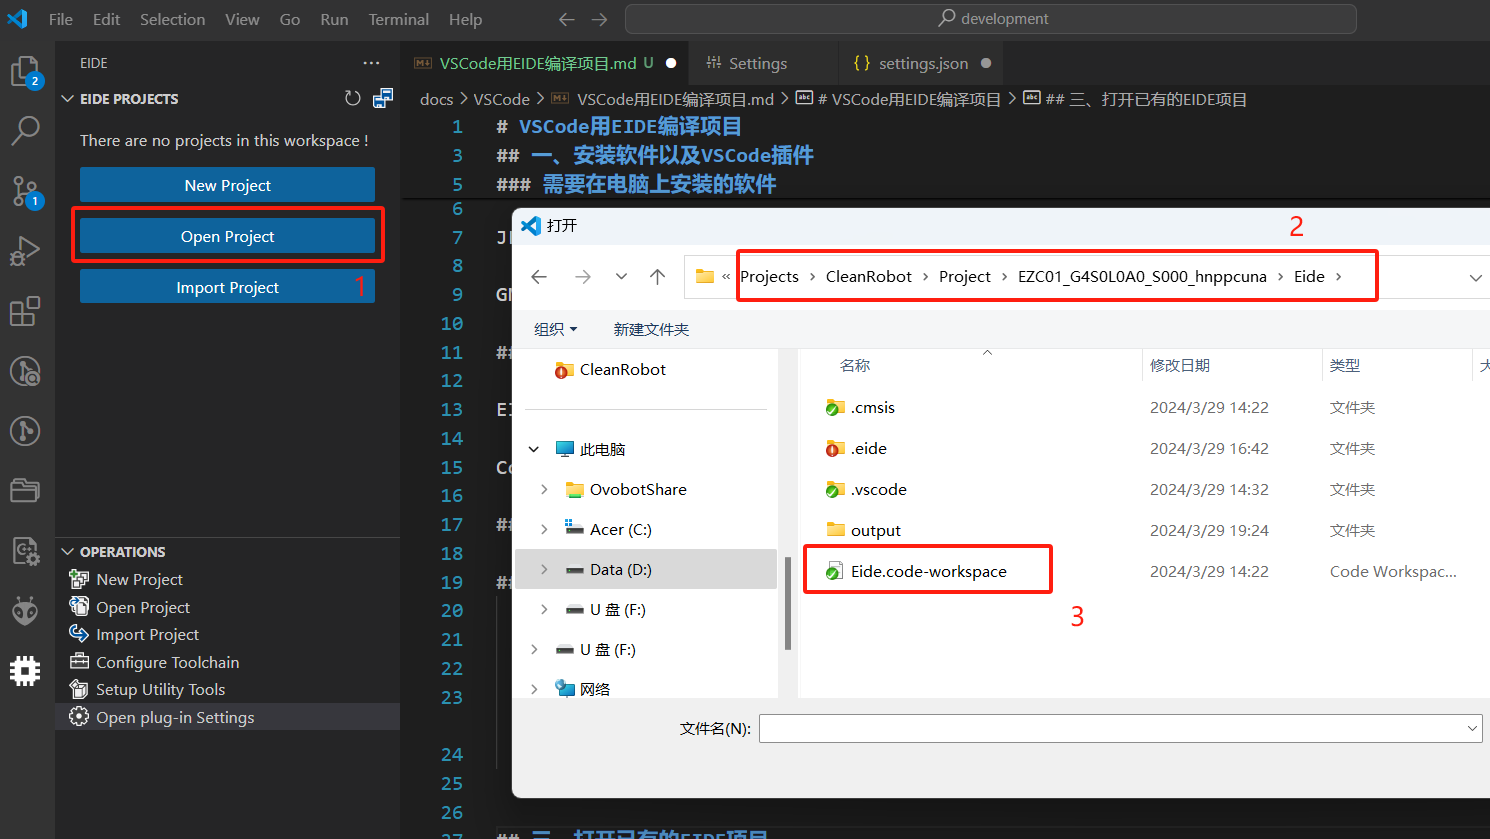 File Edit Selection View Go Run Terminal Help
development
2
1
EIDE ···
EIDE PROJECTS
There are no projects in this workspace !
New Project
Open Project
1
Import Project
OPERATIONS
New Project
Open Project
Import Project
Configure Toolchain
Setup Utility Tools
Open plug-in Settings
VSCode用EIDE编译项目.md U
Settings
{} settings.json
docs > VSCode > VSCode用EIDE编译项目.md > # VSCode用EIDE编译项目 > ## 三、打开已有的EIDE项目
1 # VSCode用EIDE编译项目
3 ## 一、安装软件以及VSCode插件
5 ### 需要在电脑上安装的软件
6
7
8
9
10
11 ##
12
13
14
15
16
17 ##
18
19 ##
20
21
22
23
24
25
26
27 ## 三、打开已有的EIDE项目
打开
2
« Projects > CleanRobot > Project > EZC01_G4S0L0A0_S000_hnppcuna > Eide >
组织 新建文件夹
CleanRobot
此电脑
OvobotShare
Acer (C:)
Data (D:)
U 盘 (F:)
U 盘 (F:)
网络
名称 修改日期 类型
.cmsis 2024/3/29 14:22 文件夹
.eide 2024/3/29 16:42 文件夹
.vscode 2024/3/29 14:32 文件夹
output 2024/3/29 19:24 文件夹
Eide.code-workspace 2024/3/29 14:22 Code Workspac...
3
文件名(N):